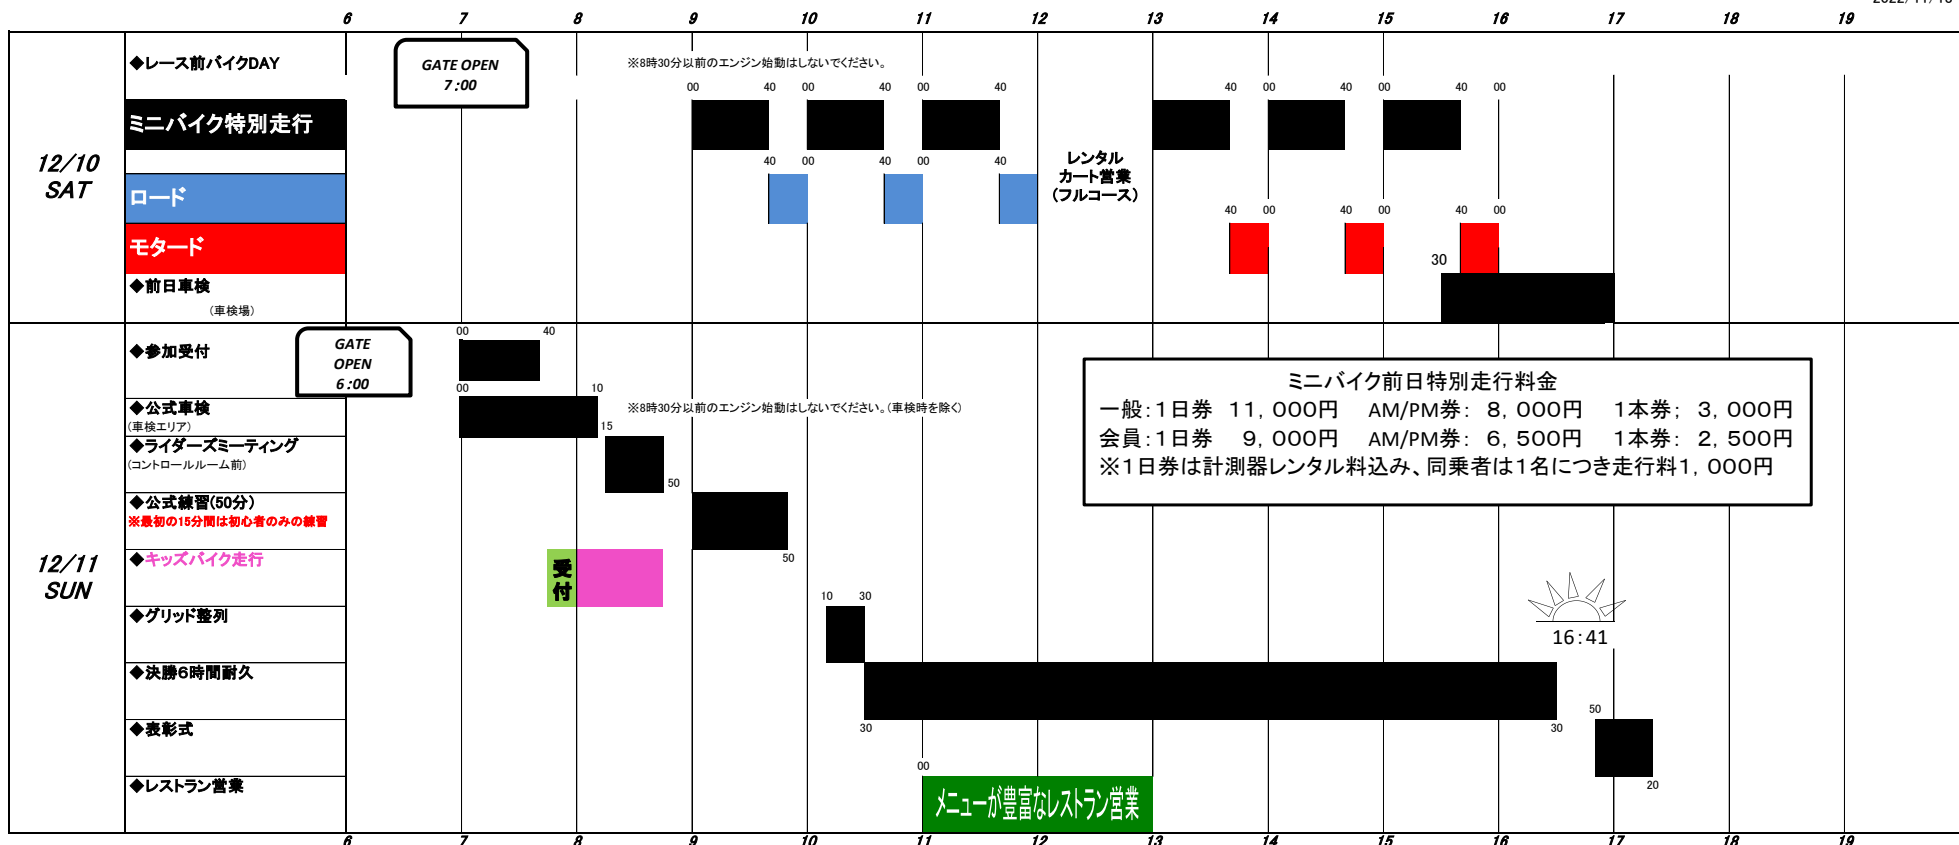 6 7 8 9 10 11 12 13 14 15 16 17 18 19
◆レース前バイクDAY
GATE OPEN
7:00
※8時30分以前のエンジン始動はしないでください。
00 40 00 40 00 40 40 00 40 00 40 00
ミニバイク特別走行
12/10
SAT
40 00 40 00 40
レンタル
カート営業
(フルコース)
ロード
40 00 40 00 40 00
モタード
30
◆前日車検
(車検場)
00 40
GATE
OPEN
6:00
◆参加受付
00 10
◆公式車検
(車検エリア)
※8時30分以前のエンジン始動はしないでください。(車検時を除く)
15
◆ライダーズミーティング
(コントロールルーム前)
50
◆公式練習(50分)
※最初の15分間は初心者のみの練習
50
12/11
SUN
◆キッズバイク走行
受
付
10 30
◆グリッド整列
◆決勝6時間耐久
30 30
50
◆表彰式
20
00
◆レストラン営業
メニューが豊富なレストラン営業
ミニバイク前日特別走行料金
一般:1日券 11,000円 AM/PM券: 8,000円 1本券; 3,000円
会員:1日券 9,000円 AM/PM券: 6,500円 1本券: 2,500円
※1日券は計測器レンタル料込み、同乗者は1名につき走行料1,000円
16:41
6 7 8 9 10 11 12 13 14 15 16 17 18 19